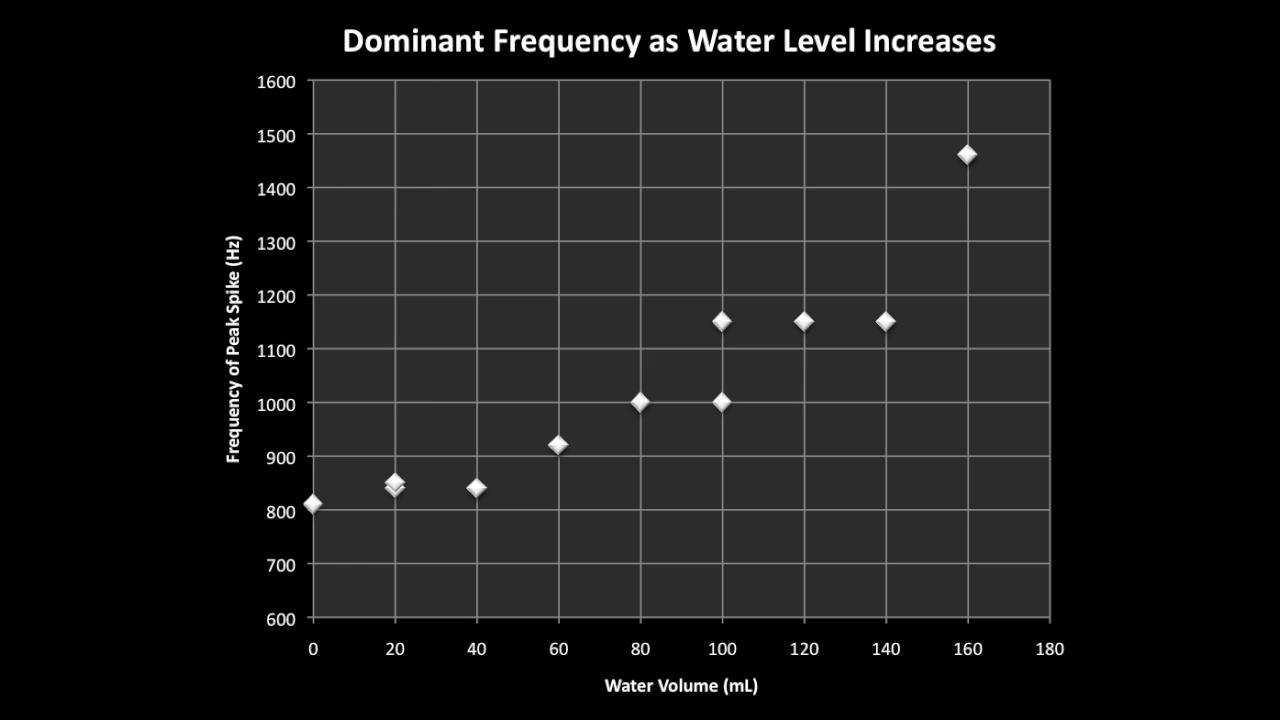 Dominant Frequency as Water Level Increases
1600
1500
1400
1300
1200
1100
1000
900
800
700
600
Frequency of Peak Spike (Hz)
0 20 40 60 80 100 120 140 160 180
Water Volume (mL)